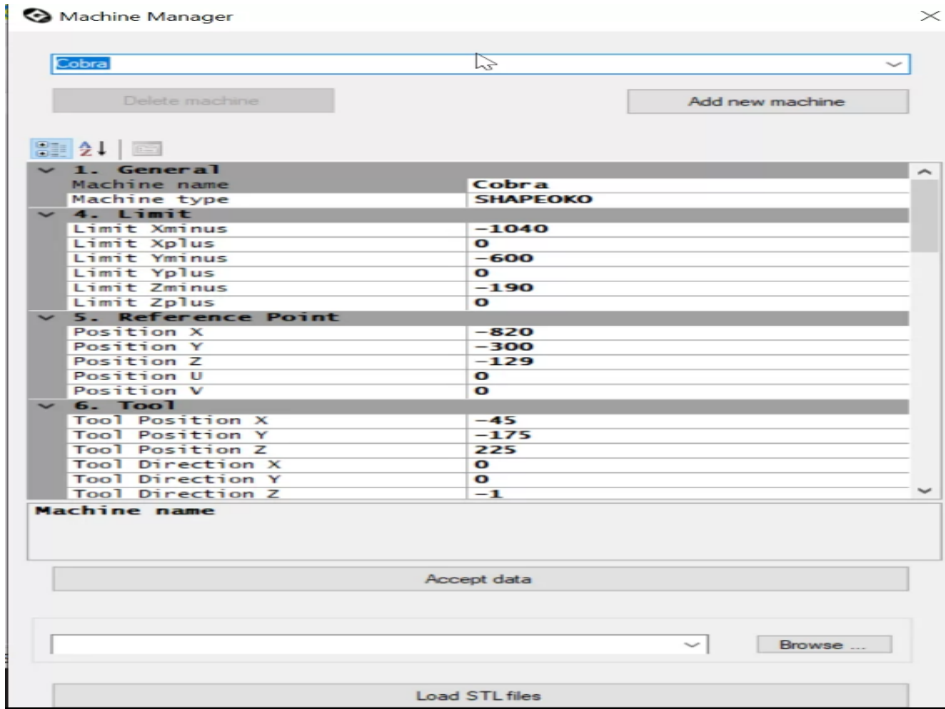 Machine Manager
Cobra
Delete machine
Add new machine
1. General
Machine name Cobra
Machine type SHAPEOKO
4. Limit
Limit Xminus -1040
Limit Xplus 0
Limit Yminus -600
Limit Yplus 0
Limit Zminus -190
Limit Zplus 0
5. Reference Point
Position X -820
Position Y -300
Position Z -129
Position U 0
Position V 0
6. Tool
Tool Position X -45
Tool Position Y -175
Tool Position Z 225
Tool Direction X 0
Tool Direction Y 0
Tool Direction Z -1
Machine name
Accept data
Browse ...
Load STL files